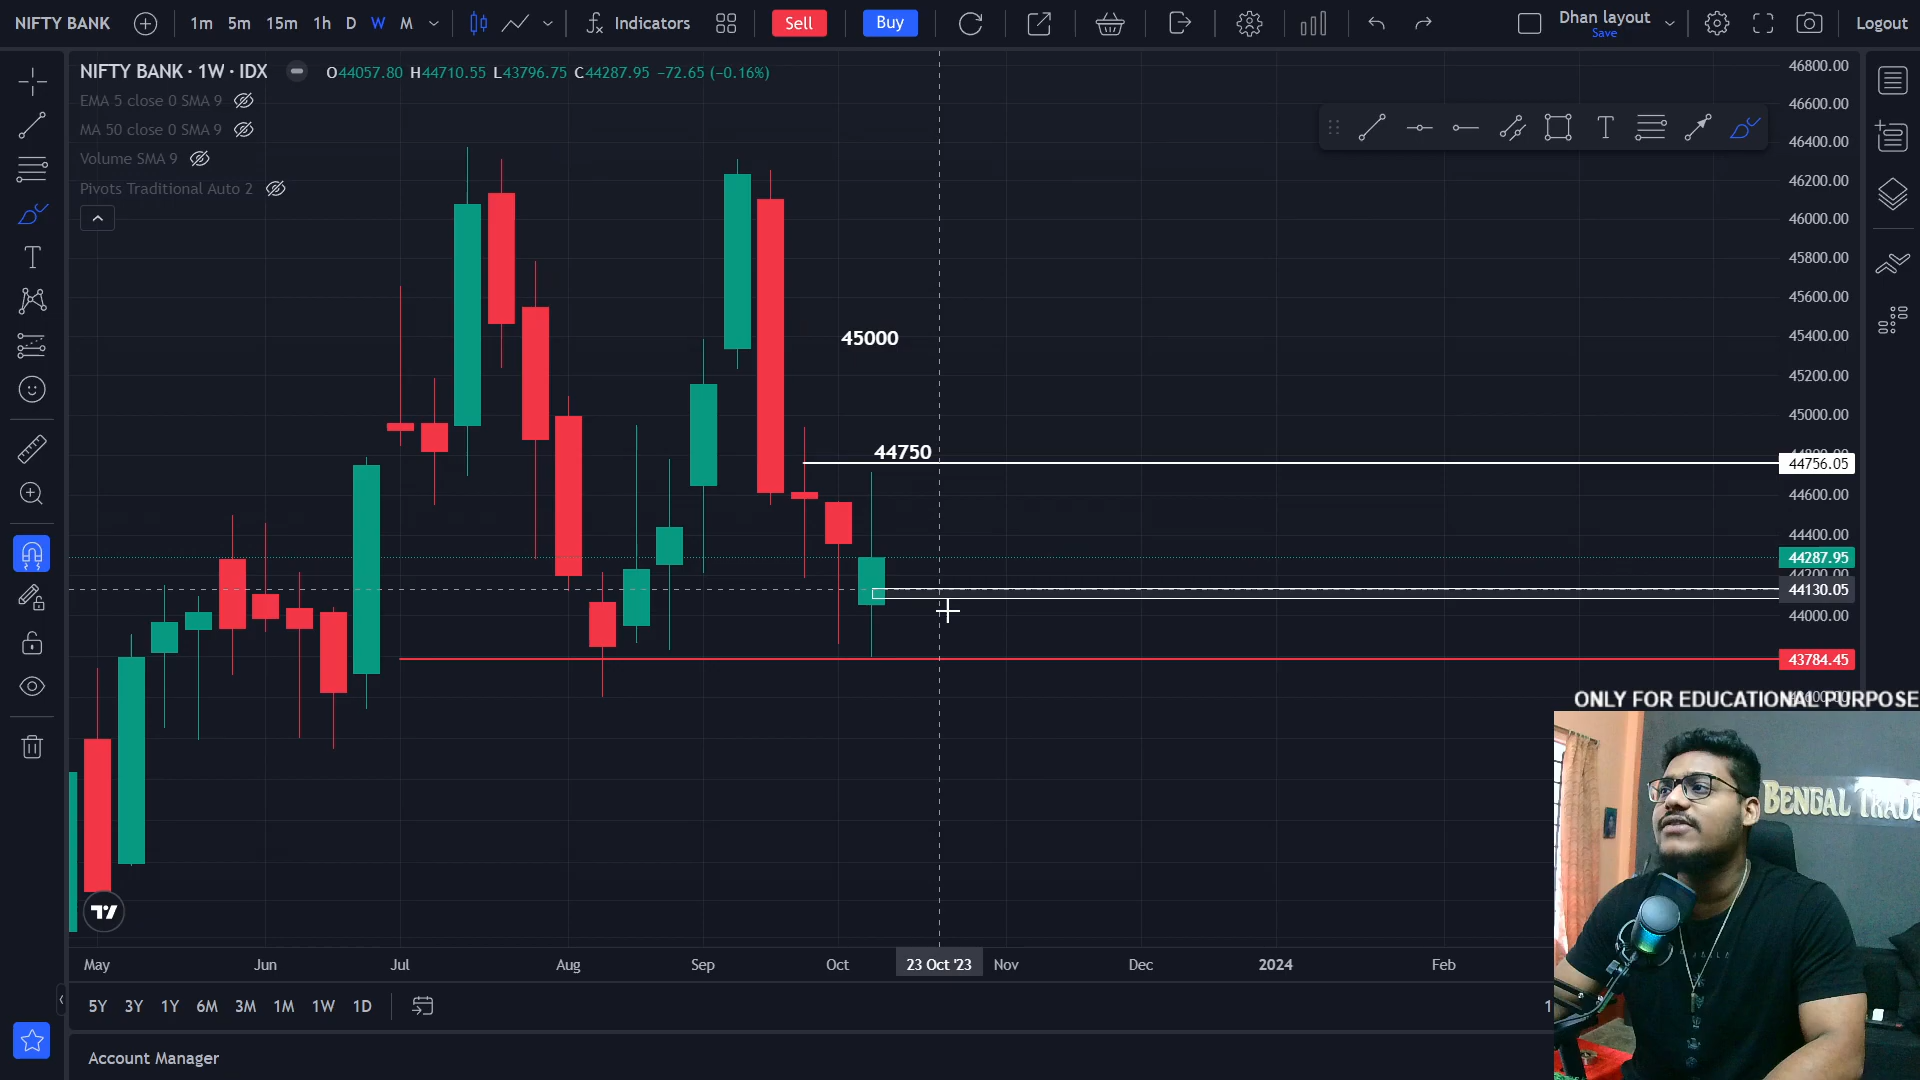 NIFTY BANK 1m 5m 15m 1h D W M Indicators Sell Buy Dhan layout Save Logout
NIFTY BANK · 1W · IDX O44057.80 H44710.55 L43796.75 C44287.95 −72.65 (−0.16%)
EMA 5 close 0 SMA 9
MA 50 close 0 SMA 9
Volume SMA 9
Pivots Traditional Auto 2
46800.00
46600.00
46400.00
46200.00
46000.00
45800.00
45600.00
45400.00
45200.00
45000.00
44756.05
44600.00
44400.00
44287.95
44200.00
44130.05
44000.00
43784.45
45000
44750
ONLY FOR EDUCATIONAL PURPOSE
BENGAL TRADE
May Jun Jul Aug Sep Oct 23 Oct '23 Nov Dec 2024 Feb
5Y 3Y 1Y 6M 3M 1M 1W 1D
Account Manager